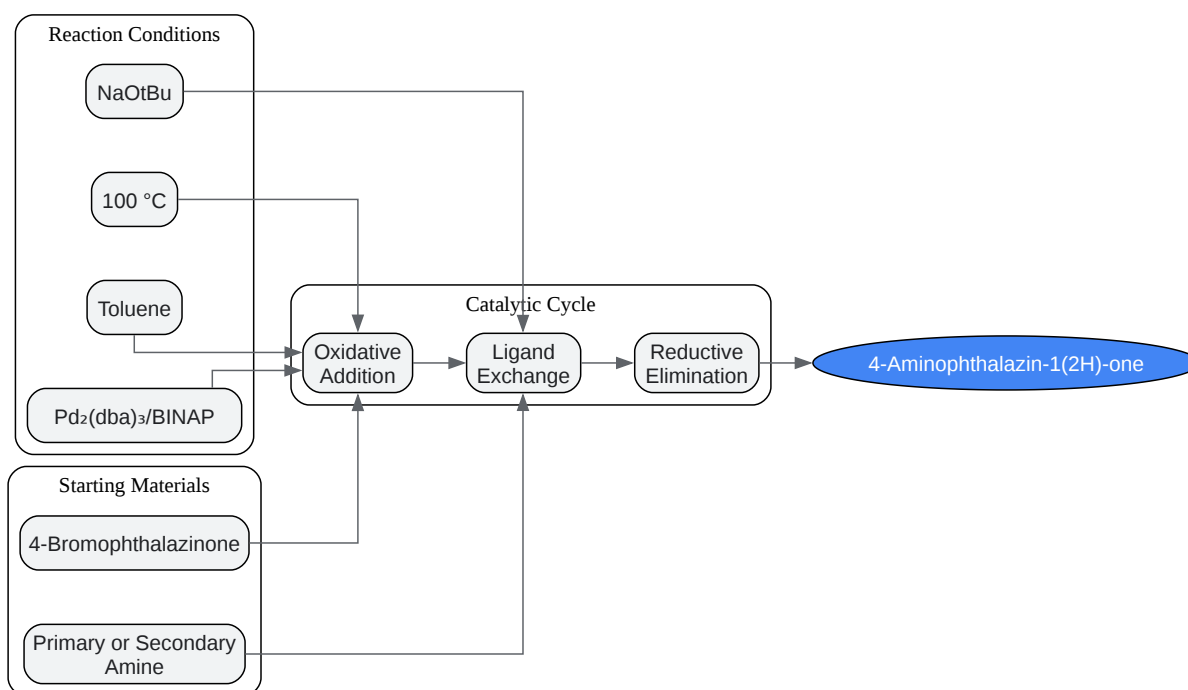 Reaction Conditions
NaOtBu
100 °C
Toluene
Pd₂(dba)₃/BINAP
Starting Materials
4-Bromophthalazinone
Primary or Secondary
Amine
Catalytic Cycle
Oxidative
Addition
Ligand
Exchange
Reductive
Elimination
4-Aminophthalazin-1(2H)-one